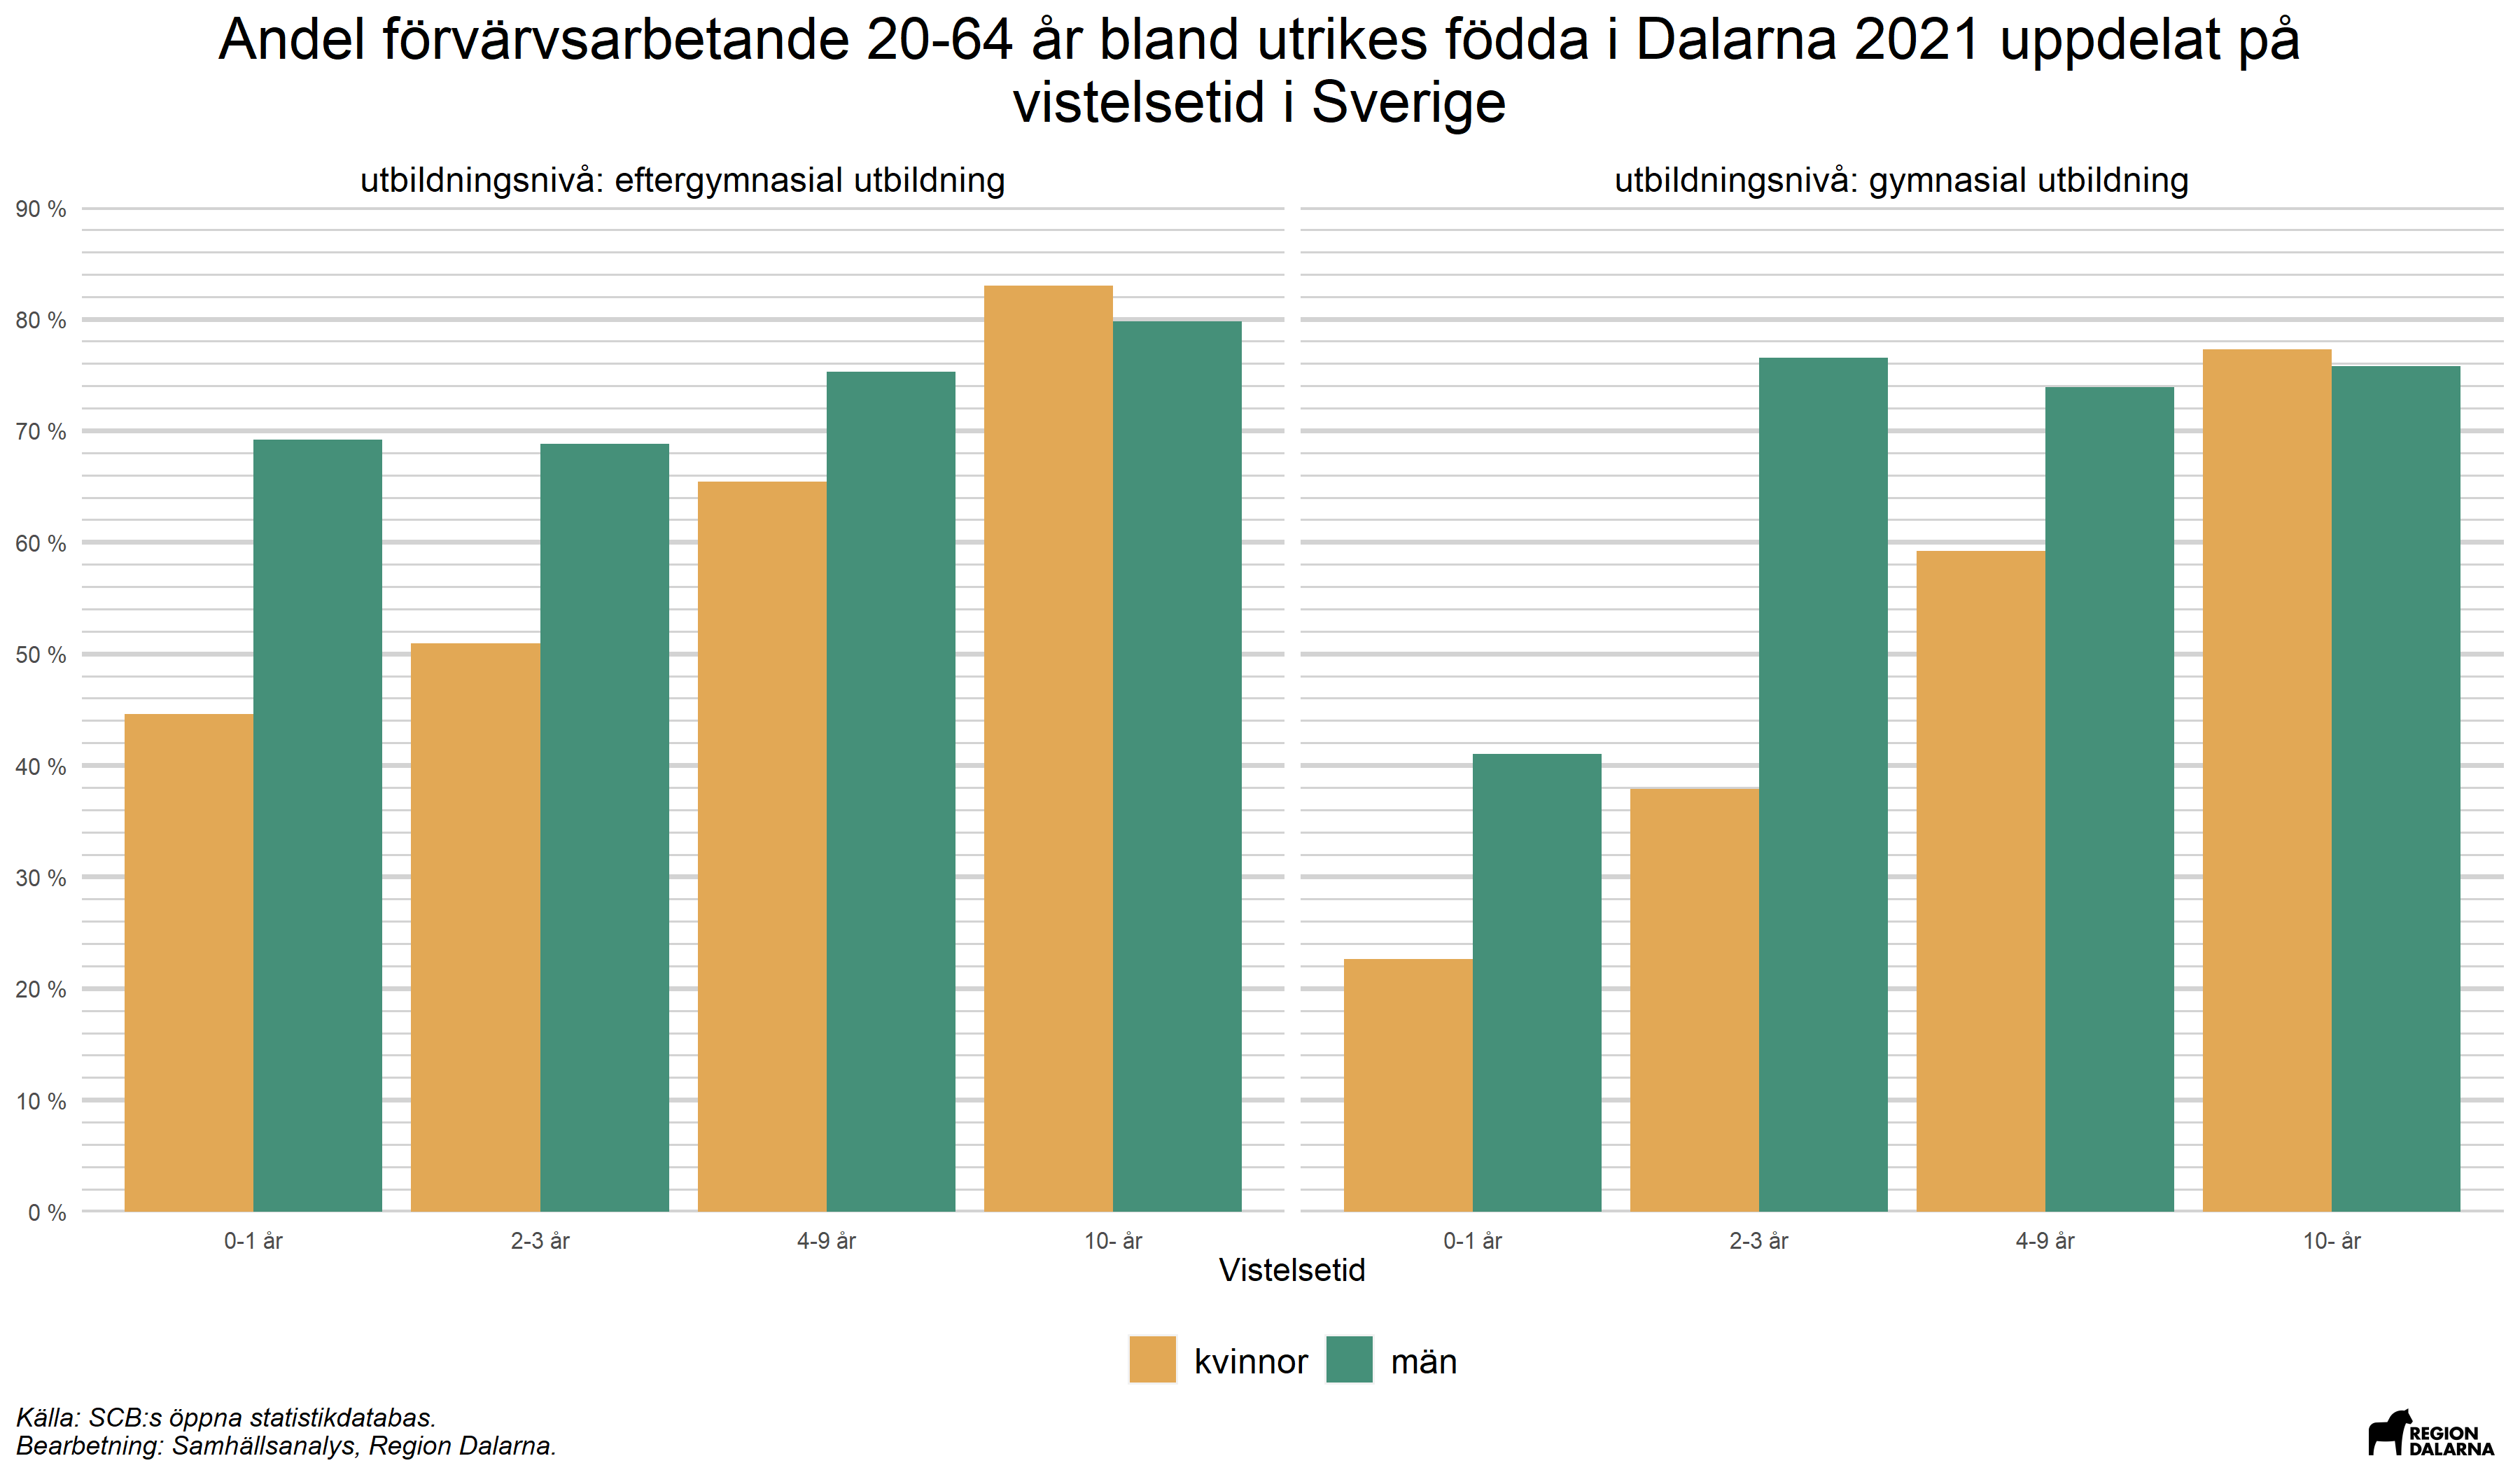 Andel förvärvsarbetande 20-64 år bland utrikes födda i Dalarna 2021 uppdelat på
vistelsetid i Sverige
utbildningsnivå: eftergymnasial utbildning
utbildningsnivå: gymnasial utbildning
90 %
80 %
70 %
60 %
50 %
40 %
30 %
20 %
10 %
0 %
0-1 år
2-3 år
4-9 år
10- år
0-1 år
2-3 år
4-9 år
10- år
Vistelsetid
kvinnor
män
Källa: SCB:s öppna statistikdatabas.
Bearbetning: Samhällsanalys, Region Dalarna.
REGION
DALARNA